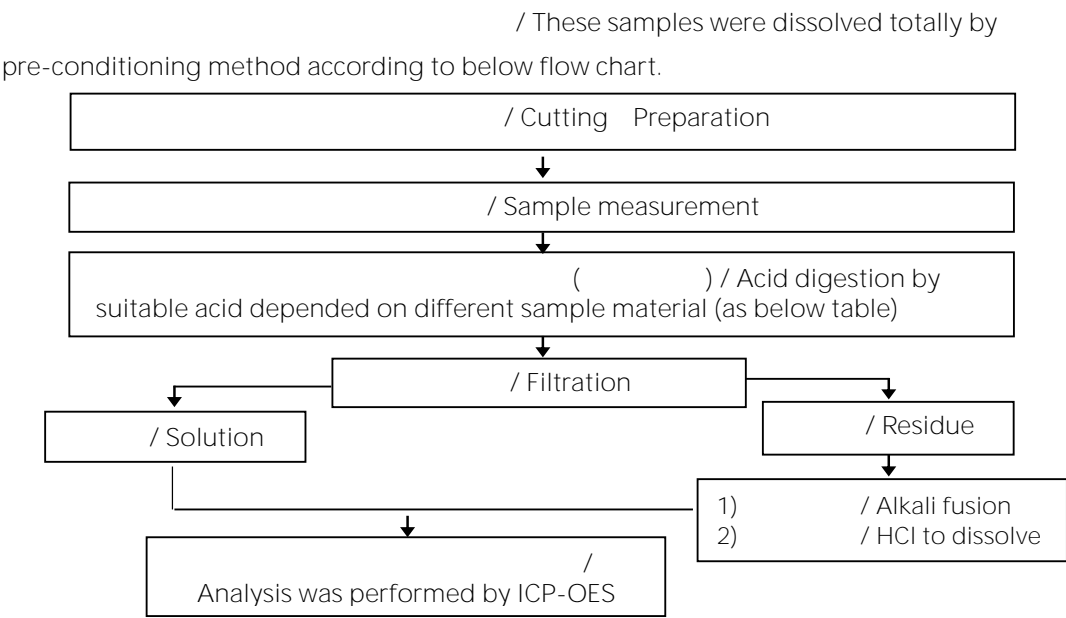 / These samples were dissolved totally by
pre-conditioning method according to below flow chart.
/ Cutting Preparation
/ Sample measurement
( ) / Acid digestion by
suitable acid depended on different sample material (as below table)
/ Filtration
/ Solution
/ Residue
1) / Alkali fusion
2) / HCl to dissolve
/
Analysis was performed by ICP-OES